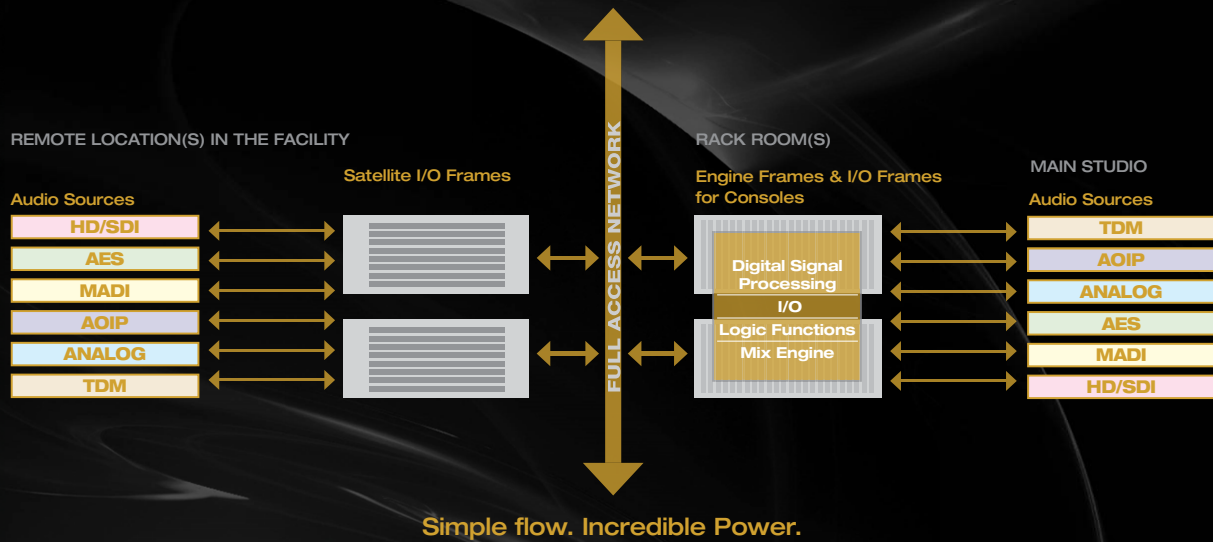 REMOTE LOCATION(S) IN THE FACILITY
Audio Sources
HD/SDI
AES
MADI
AOIP
ANALOG
TDM
Satellite I/O Frames
FULL ACCESS NETWORK
RACK ROOM(S)
Engine Frames & I/O Frames
for Consoles
Digital Signal
Processing
I/O
Logic Functions
Mix Engine
MAIN STUDIO
Audio Sources
TDM
AOIP
ANALOG
AES
MADI
HD/SDI
Simple flow. Incredible Power.